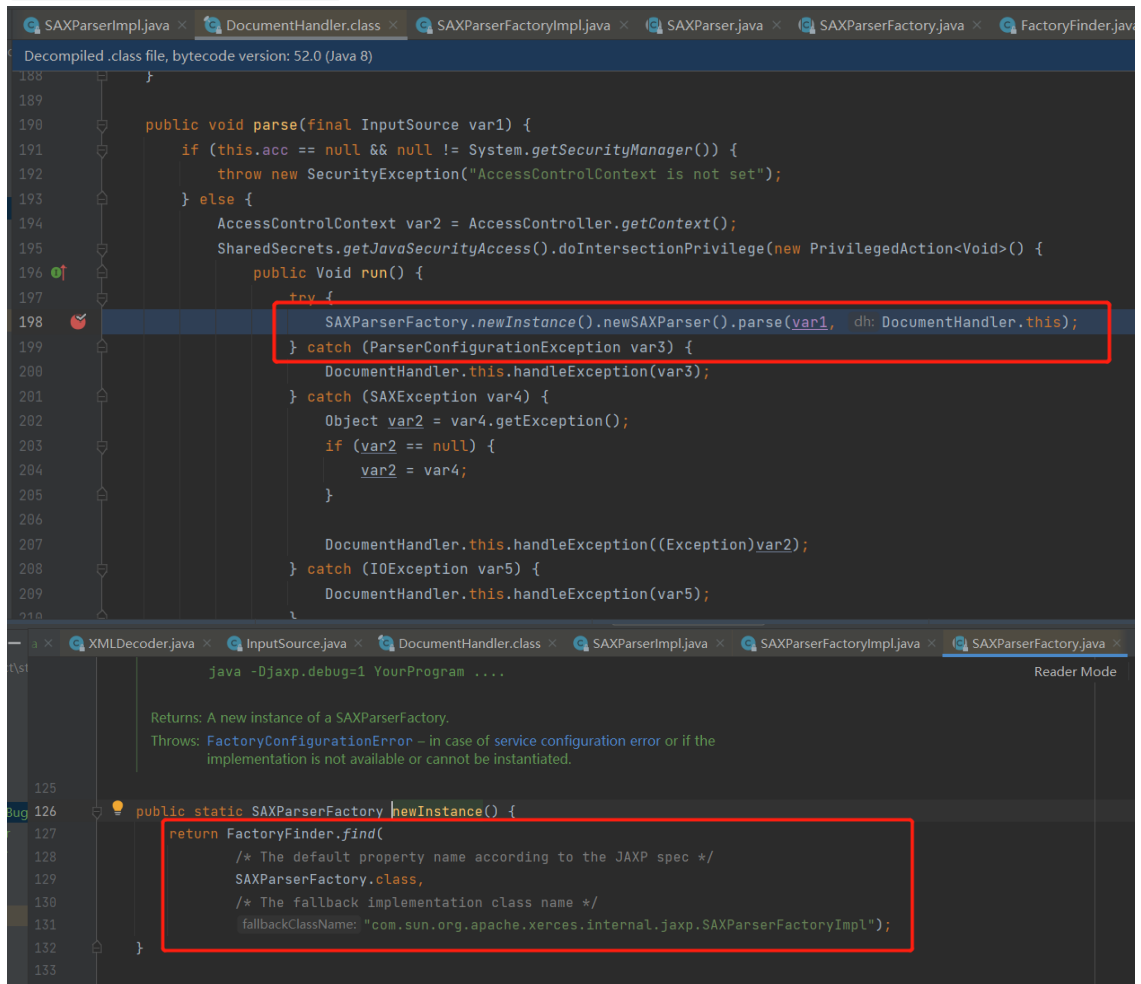 SAXParserImpl.java × DocumentHandler.class × SAXParserFactoryImpl.java × SAXParser.java × SAXParserFactory.java × FactoryFinder.java
Decompiled .class file, bytecode version: 52.0 (Java 8)
188 }
189
190 public void parse(final InputSource var1) {
191 if (this.acc == null && null != System.getSecurityManager()) {
192 throw new SecurityException("AccessControlContext is not set");
193 } else {
194 AccessControlContext var2 = AccessController.getContext();
195 SharedSecrets.getJavaSecurityAccess().doIntersectionPrivilege(new PrivilegedAction<Void>() {
196 public Void run() {
197 try {
198 SAXParserFactory.newInstance().newSAXParser().parse(var1, dh: DocumentHandler.this);
199 } catch (ParserConfigurationException var3) {
200 DocumentHandler.this.handleException(var3);
201 } catch (SAXException var4) {
202 Object var2 = var4.getException();
203 if (var2 == null) {
204 var2 = var4;
205 }
206
207 DocumentHandler.this.handleException((Exception)var2);
208 } catch (IOException var5) {
209 DocumentHandler.this.handleException(var5);
210 }
a × XMLDecoder.java × InputSource.java × DocumentHandler.class × SAXParserImpl.java × SAXParserFactoryImpl.java × SAXParserFactory.java ×
java -Djaxp.debug=1 YourProgram .... Reader Mode
Returns: A new instance of a SAXParserFactory.
Throws: FactoryConfigurationError – in case of service configuration error or if the
implementation is not available or cannot be instantiated.
125
126 public static SAXParserFactory newInstance() {
127 return FactoryFinder.find(
128 /* The default property name according to the JAXP spec */
129 SAXParserFactory.class,
130 /* The fallback implementation class name */
131 fallbackClassName: "com.sun.org.apache.xerces.internal.jaxp.SAXParserFactoryImpl");
132 }
133